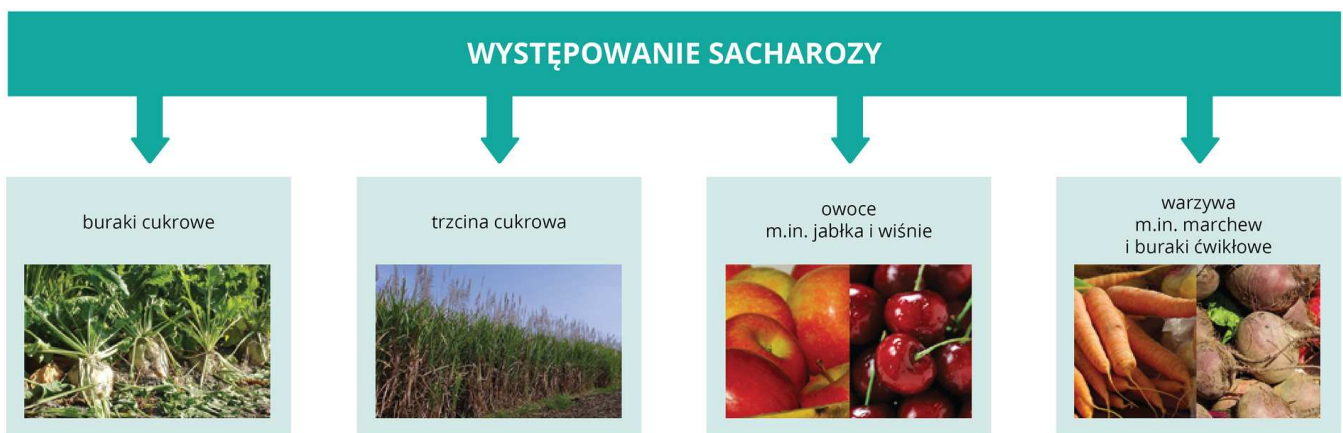 WYSTĘPOWANIE SACHAROZY
buraki cukrowe
trzcina cukrowa
owoce
m.in. jabłka i wiśnie
warzywa
m.in. marchew
i buraki ćwikłowe